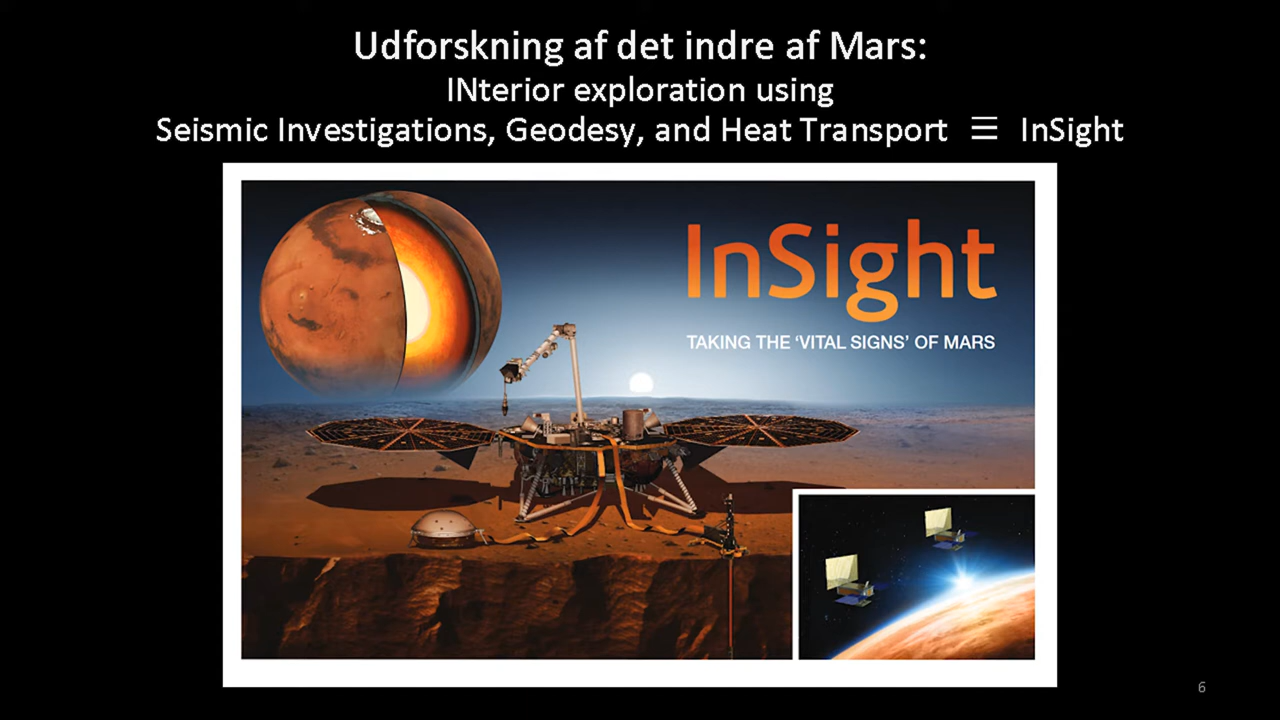 Udforskning af det indre af Mars:
INterior exploration using
Seismic Investigations, Geodesy, and Heat Transport ≡ InSight
InSight
TAKING THE ‘VITAL SIGNS’ OF MARS
6